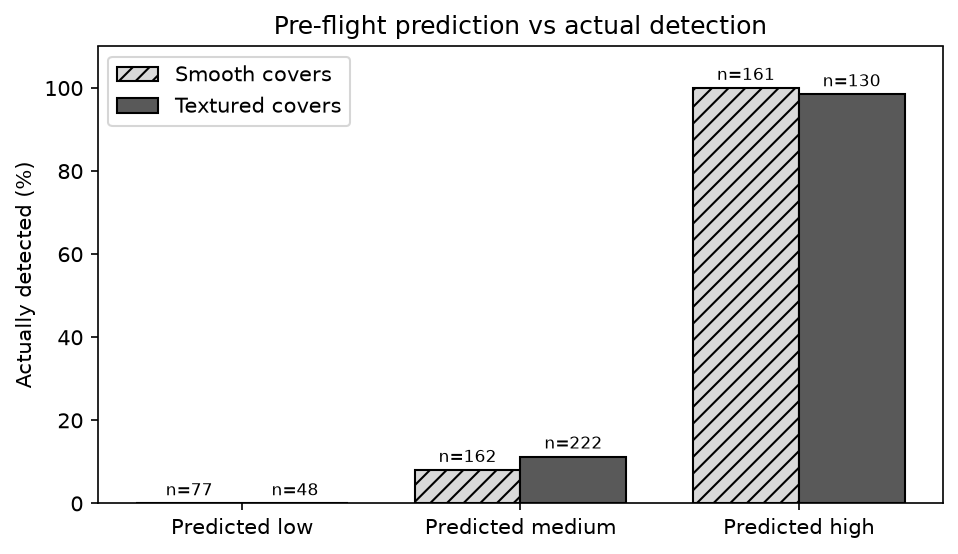 Pre-flight prediction vs actual detection
Smooth covers
Textured covers
Actually detected (%)
100
80
60
40
20
0
n=77
n=48
n=162
n=222
n=161
n=130
Predicted low
Predicted medium
Predicted high